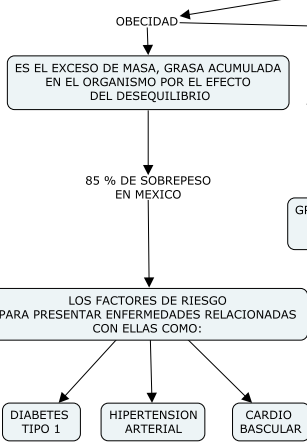 OBECIDAD
ES EL EXCESO DE MASA, GRASA ACUMULADA
EN EL ORGANISMO POR EL EFECTO
DEL DESEQUILIBRIO
85 % DE SOBREPESO
EN MEXICO
LOS FACTORES DE RIESGO
PARA PRESENTAR ENFERMEDADES RELACIONADAS
CON ELLAS COMO:
DIABETES
TIPO 1
HIPERTENSION
ARTERIAL
CARDIO
BASCULAR